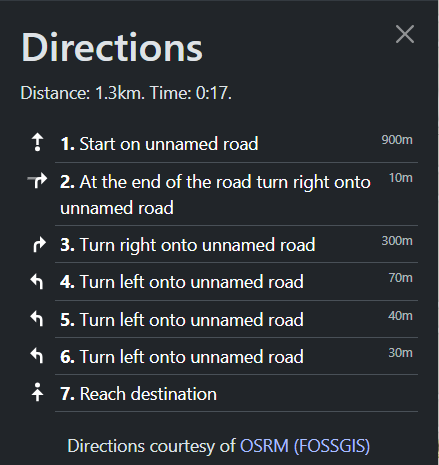 Directions
Distance: 1.3km. Time: 0:17.
1. Start on unnamed road 900m
2. At the end of the road turn right onto 10m
unnamed road
3. Turn right onto unnamed road 300m
4. Turn left onto unnamed road 70m
5. Turn left onto unnamed road 40m
6. Turn left onto unnamed road 30m
7. Reach destination
Directions courtesy of OSRM (FOSSGIS)